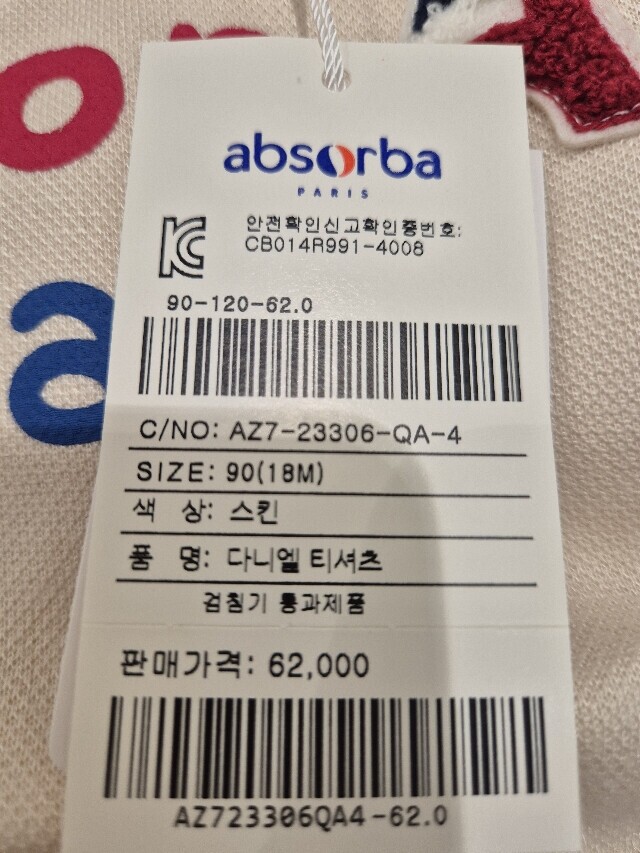 absorba
PARIS
안전확인신고확인증번호:
CB014R991-4008
90-120-62.0
C/NO: AZ7-23306-QA-4
SIZE: 90(18M)
색 상: 스킨
품 명: 다니엘 티셔츠
검침기 통과제품
판매가격: 62,000
AZ723306QA4-62.0